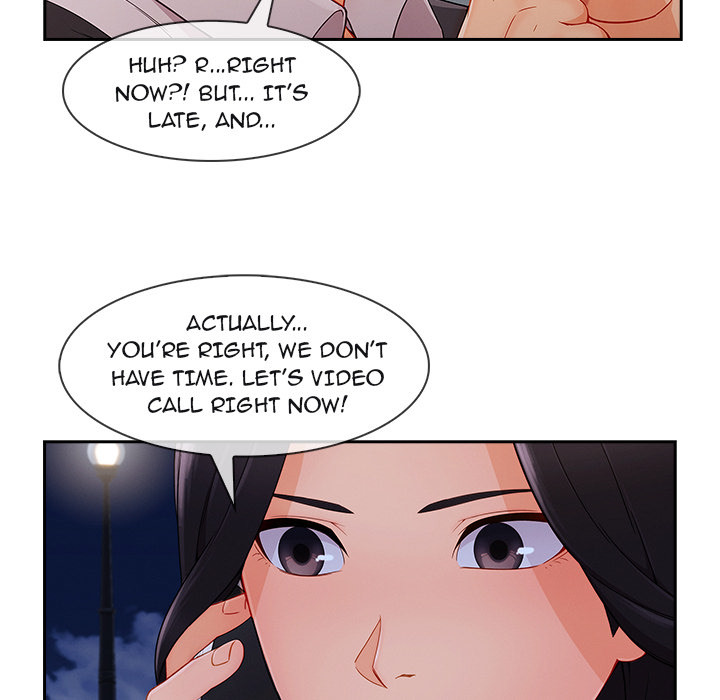 HUH? R...RIGHT
NOW?! BUT... IT'S
LATE, AND...
ACTUALLY...
YOU'RE RIGHT, WE DON'T
HAVE TIME. LET'S VIDEO
CALL RIGHT NOW!